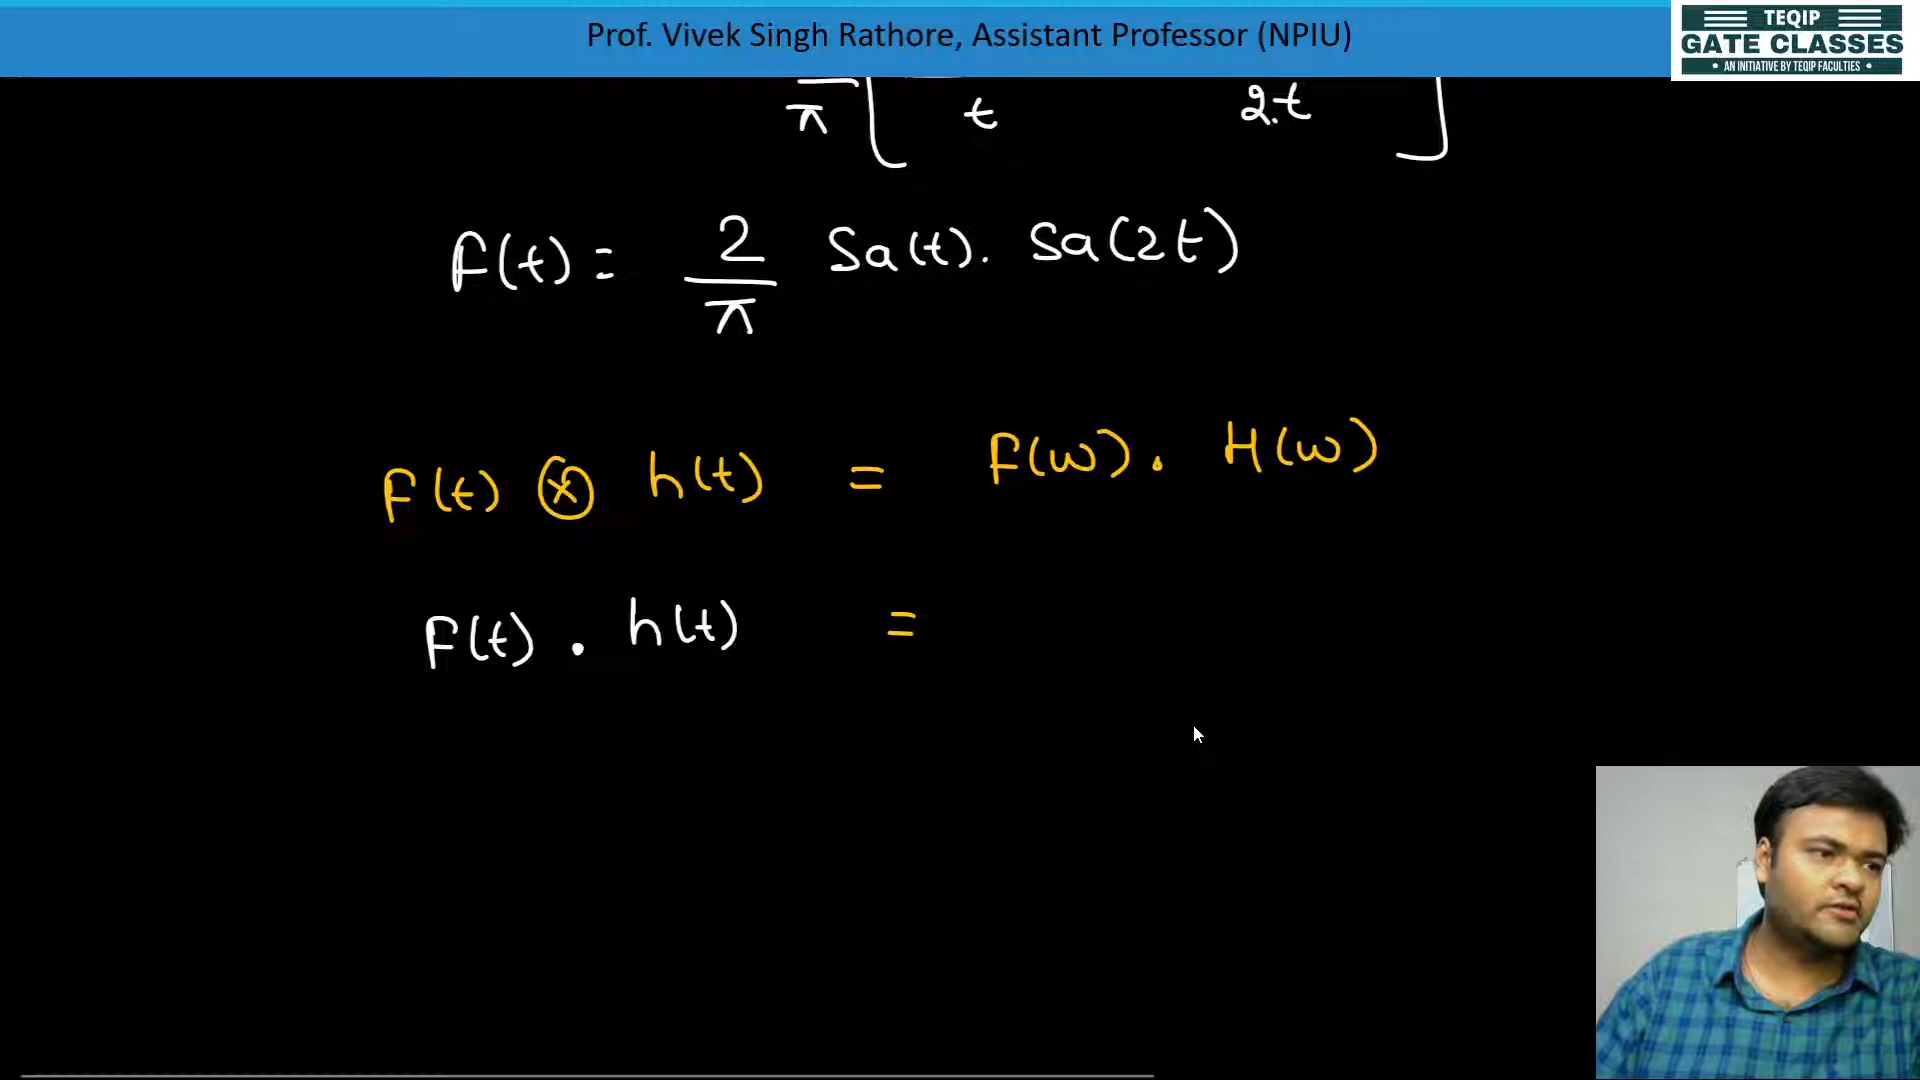 Prof. Vivek Singh Rathore, Assistant Professor (NPIU)
TEQIP
GATE CLASSES
• AN INITIATIVE BY TEQIP FACULTIES •
π [ t 2.t ]
F(t) = 2/π Sa(t). Sa(2t)
F(t) ⊗ h(t) = F(w). H(w)
F(t) . h(t) =